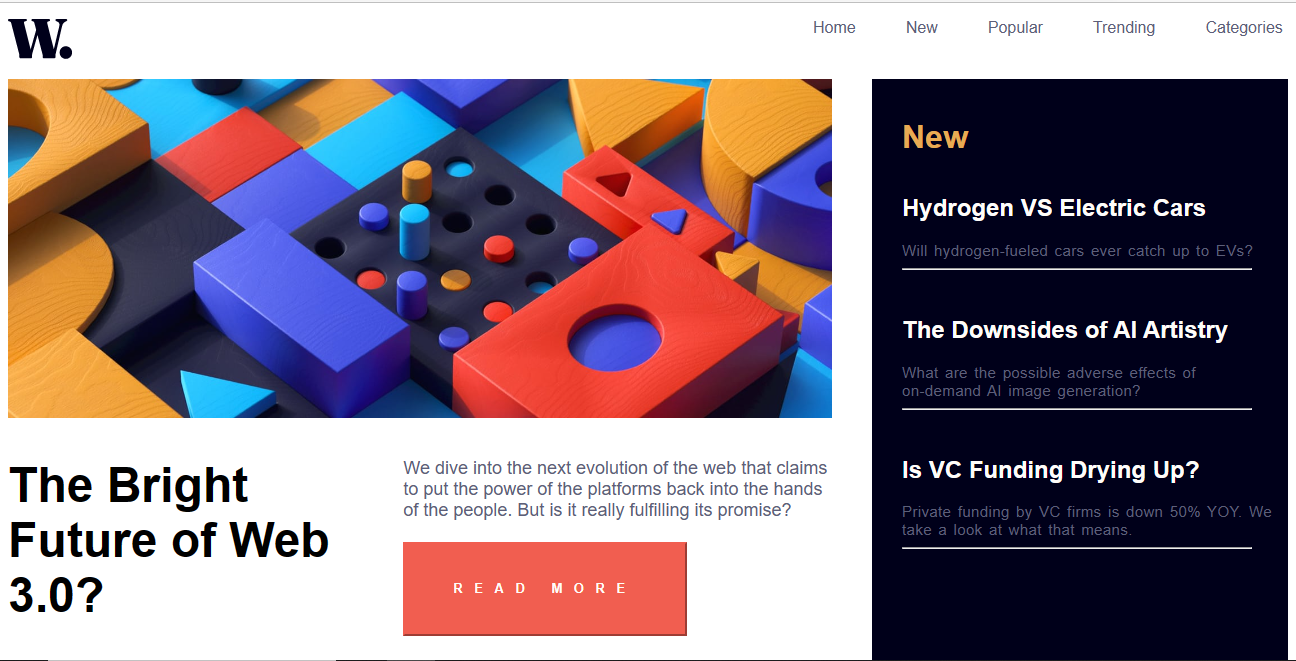 W.
Home New Popular Trending Categories
The Bright
Future of Web
3.0?
We dive into the next evolution of the web that claims
to put the power of the platforms back into the hands
of the people. But is it really fulfilling its promise?
READ MORE
New
Hydrogen VS Electric Cars
Will hydrogen-fueled cars ever catch up to EVs?
The Downsides of AI Artistry
What are the possible adverse effects of
on-demand AI image generation?
Is VC Funding Drying Up?
Private funding by VC firms is down 50% YOY. We
take a look at what that means.